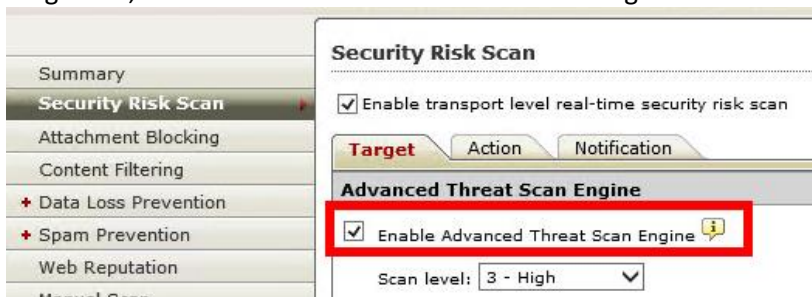 Summary
Security Risk Scan
Attachment Blocking
Content Filtering
+ Data Loss Prevention
+ Spam Prevention
Web Reputation
Security Risk Scan
Enable transport level real-time security risk scan
Target Action Notification
Advanced Threat Scan Engine
Enable Advanced Threat Scan Engine
Scan level: 3 - High